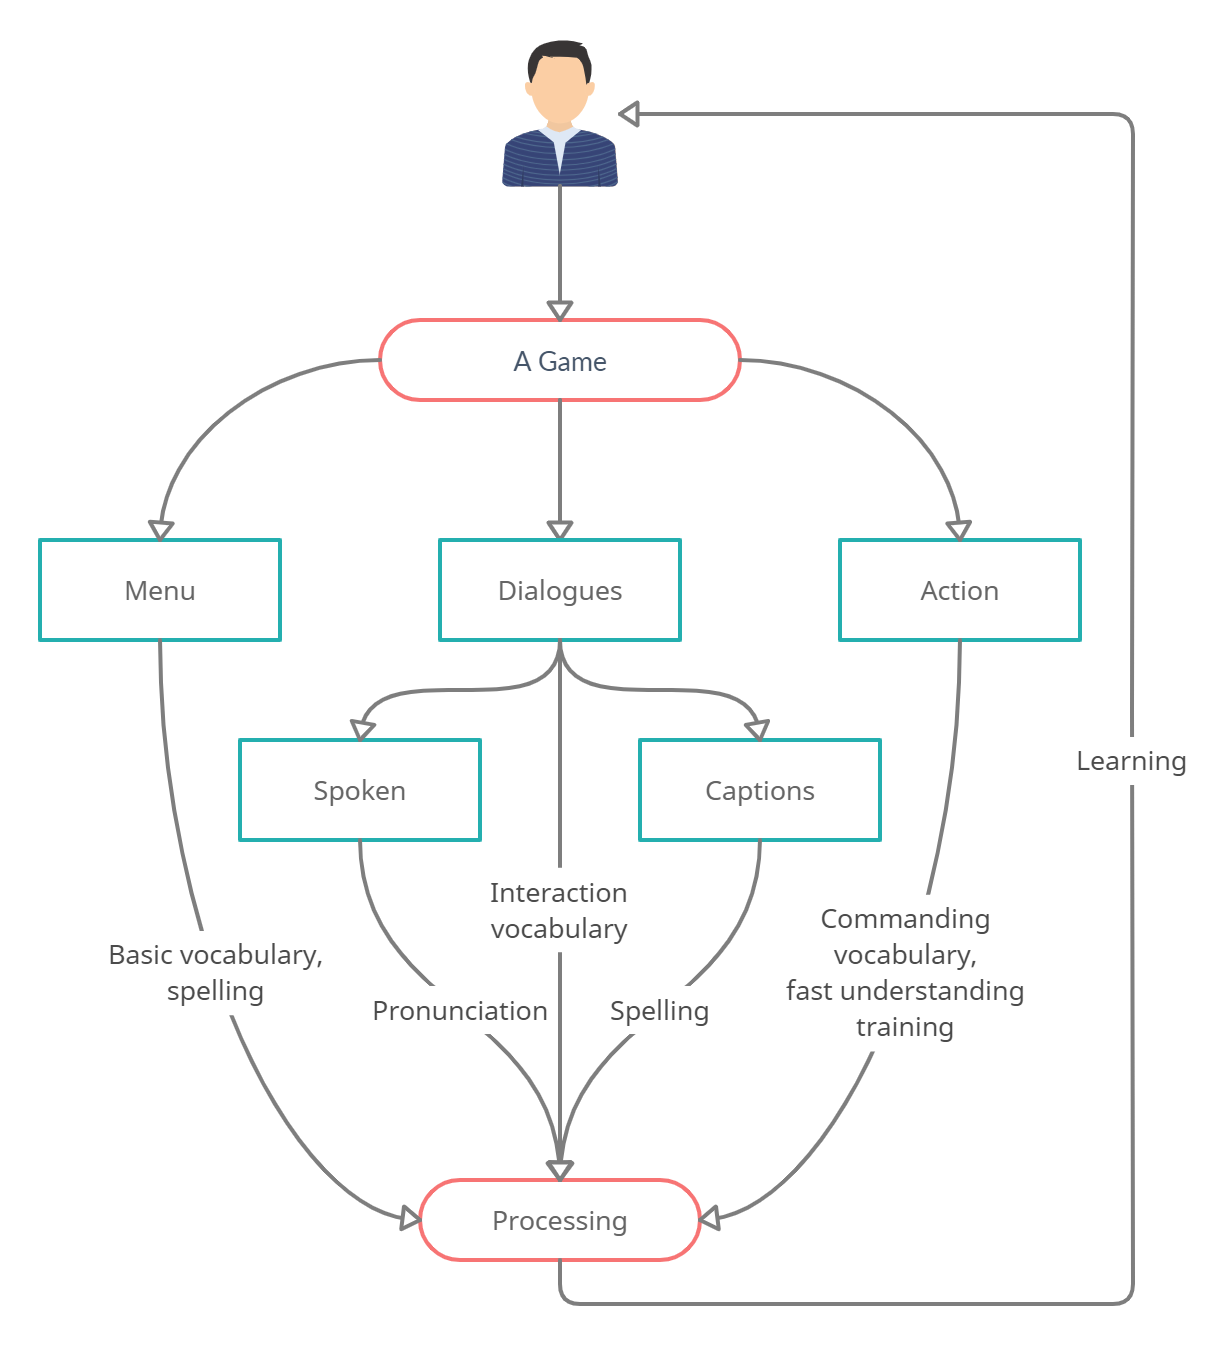 A Game
Menu
Dialogues
Action
Spoken
Captions
Learning
Interaction
vocabulary
Commanding
vocabulary,
fast understanding
training
Basic vocabulary,
spelling
Pronunciation
Spelling
Processing